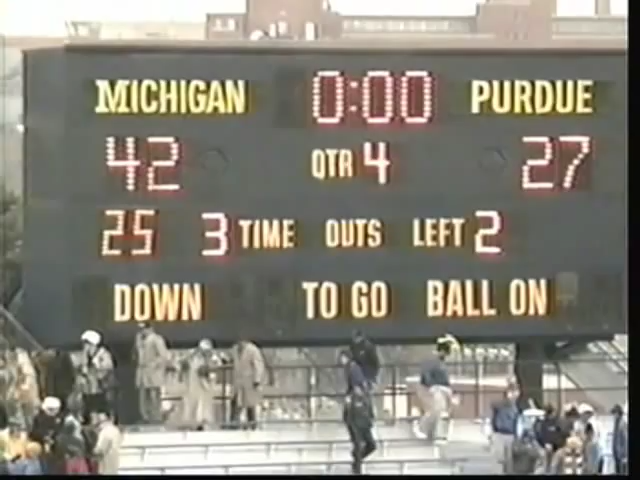 MICHIGAN 0:00 PURDUE
42 QTR 4 27
25 3 TIME OUTS LEFT 2
DOWN TO GO BALL ON